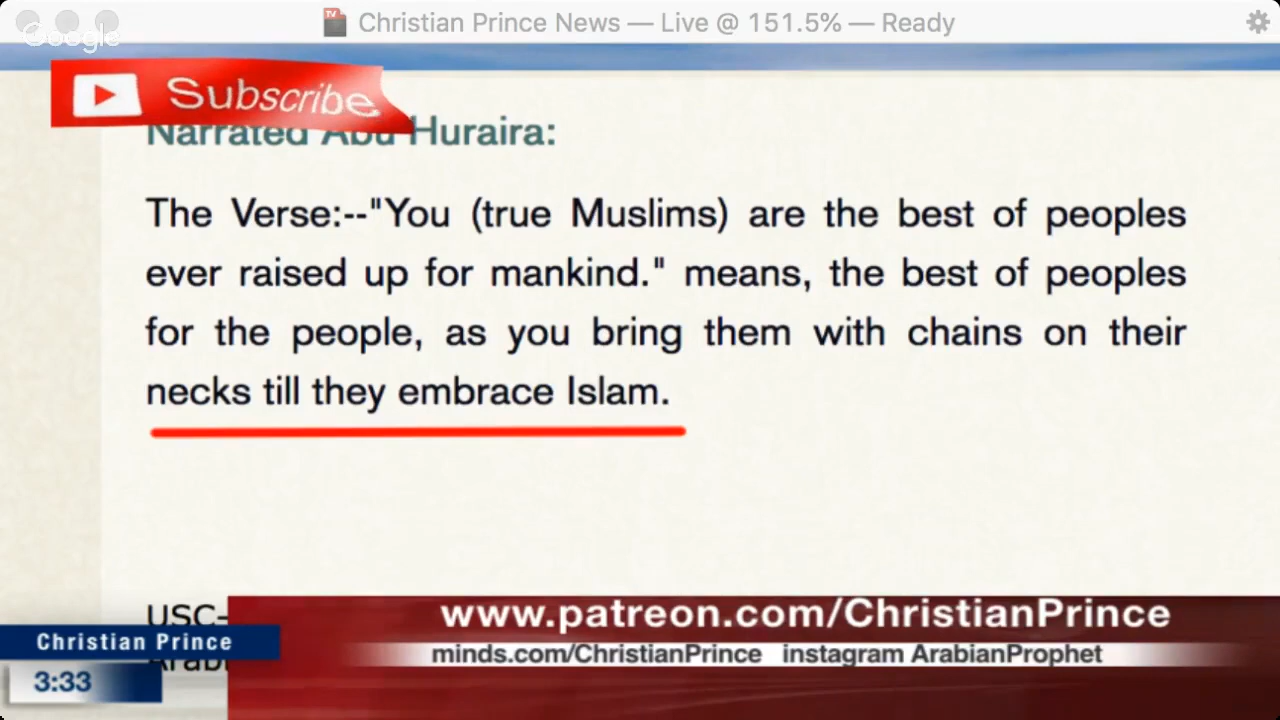 Christian Prince News — Live @ 151.5% — Ready
Google
Subscribe
Narrated Abu Huraira:
The Verse:--"You (true Muslims) are the best of peoples
ever raised up for mankind." means, the best of peoples
for the people, as you bring them with chains on their
necks till they embrace Islam.
USC-
www.patreon.com/ChristianPrince
Christian Prince
minds.com/ChristianPrince instagram ArabianProphet
3:33